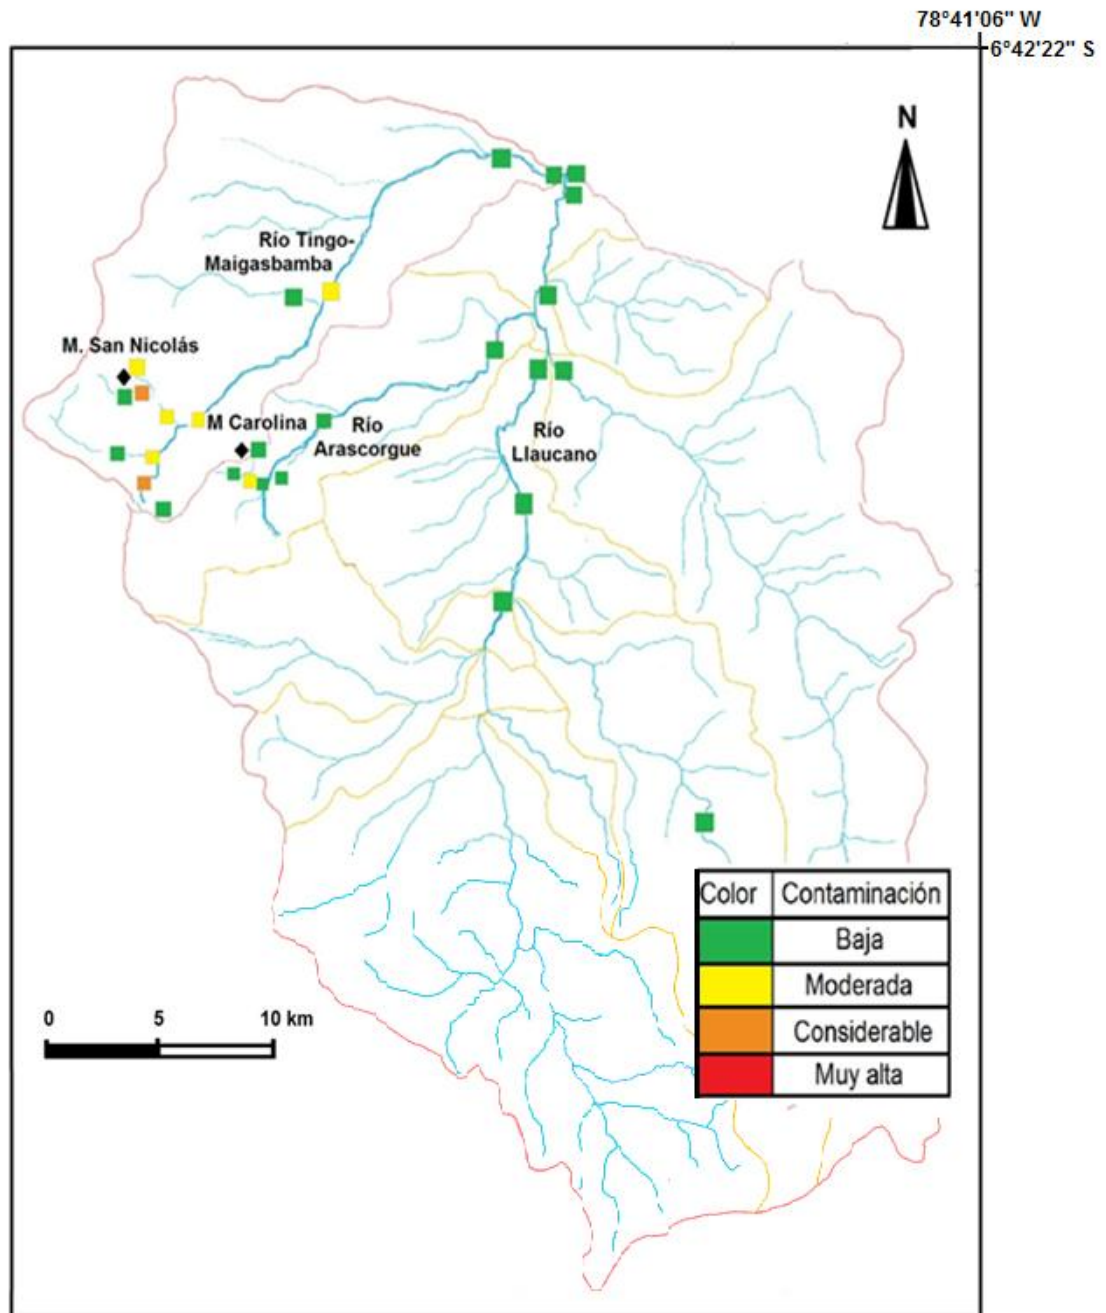 78°41'06" W
6°42'22" S
N
Río Tingo-
Maigasbamba
M. San Nicolás
M Carolina
Río
Arascorgue
Río
Llaucano
Color Contaminación
Baja
Moderada
Considerable
Muy alta
0 5 10 km